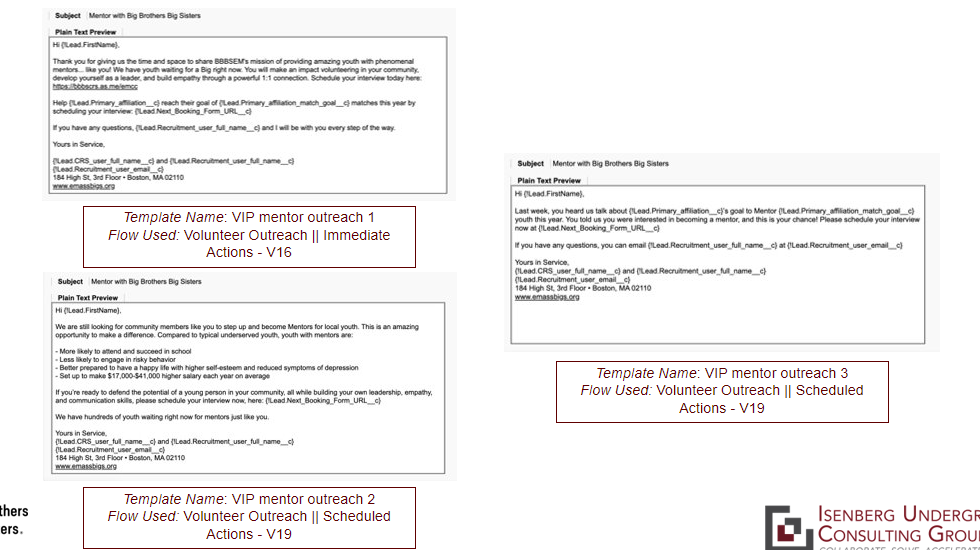 Subject Mentor with Big Brothers Big Sisters
Plain Text Preview
Hi {!Lead.FirstName},
Thank you for giving us the time and space to share BBBSEM's mission of providing amazing youth with phenomenal
mentors... like you! We have youth waiting for a Big right now. You will make an impact volunteering in your community,
develop yourself as a leader, and build empathy through a powerful 1:1 connection. Schedule your interview today here:
https://bbbscrs.as.me/emcc
Help {!Lead.Primary_affiliation__c} reach their goal of {!Lead.Primary_affiliation_match_goal__c} matches this year by
scheduling your interview: {!Lead.Next_Booking_Form_URL__c}
If you have any questions, {!Lead.Recruitment_user_full_name__c} and I will be with you every step of the way.
Yours in Service,
{!Lead.CRS_user_full_name__c} and {!Lead.Recruitment_user_full_name__c}
{!Lead.Recruitment_user_email__c}
184 High St, 3rd Floor • Boston, MA 02110
www.emassbigs.org
Template Name: VIP mentor outreach 1
Flow Used: Volunteer Outreach || Immediate
Actions - V16
Subject Mentor with Big Brothers Big Sisters
Plain Text Preview
Hi {!Lead.FirstName},
We are still looking for community members like you to step up and become Mentors for local youth. This is an amazing
opportunity to make a difference. Compared to typical underserved youth, youth with mentors are:
- More likely to attend and succeed in school
- Less likely to engage in risky behavior
- Better prepared to have a happy life with higher self-esteem and reduced symptoms of depression
- Set up to make $17,000-$41,000 higher salary each year on average
If you're ready to defend the potential of a young person in your community, all while building your own leadership, empathy,
and communication skills, please schedule your interview now, here: {!Lead.Next_Booking_Form_URL__c}
We have hundreds of youth waiting right now for mentors just like you.
Yours in Service,
{!Lead.CRS_user_full_name__c} and {!Lead.Recruitment_user_full_name__c}
{!Lead.Recruitment_user_email__c}
184 High St, 3rd Floor • Boston, MA 02110
www.emassbigs.org
Template Name: VIP mentor outreach 2
Flow Used: Volunteer Outreach || Scheduled
Actions - V19
Subject Mentor with Big Brothers Big Sisters
Plain Text Preview
Hi {!Lead.FirstName},
Last week, you heard us talk about {!Lead.Primary_affiliation__c}'s goal to Mentor {!Lead.Primary_affiliation_match_goal__c}
youth this year. You told us you were interested in becoming a mentor, and this is your chance! Please schedule your interview
now at {!Lead.Next_Booking_Form_URL__c}
If you have any questions, you can email {!Lead.Recruitment_user_full_name__c} at {!Lead.Recruitment_user_email__c}
Yours in Service,
{!Lead.CRS_user_full_name__c} and {!Lead.Recruitment_user_full_name__c}
{!Lead.Recruitment_user_email__c}
184 High St, 3rd Floor • Boston, MA 02110
www.emassbigs.org
Template Name: VIP mentor outreach 3
Flow Used: Volunteer Outreach || Scheduled
Actions - V19
thers
ers.
ISENBERG UNDERGR
CONSULTING GROU